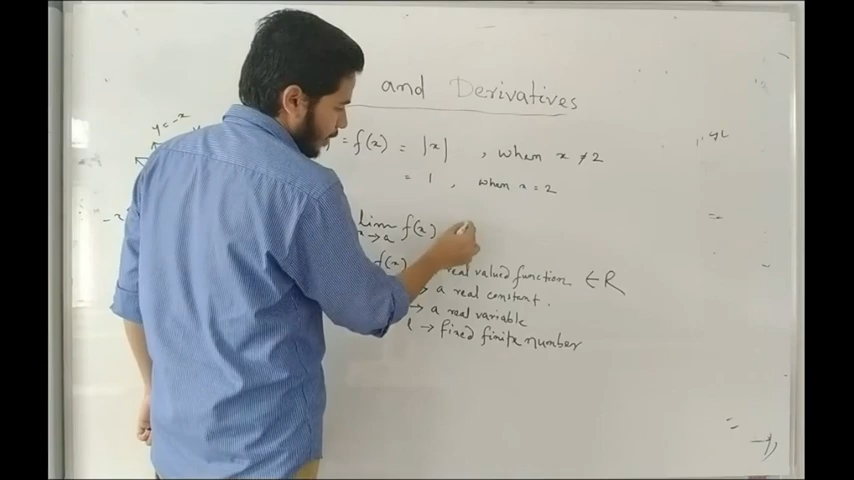 and Derivatives
y=-x
= f(x) = |x| , when x ≠ 2
= 1 , when x = 2
-x
lim f(x)
x→a
f(x) real valued function ∈ R
→ a real constant.
→ a real variable
l → fixed finite number